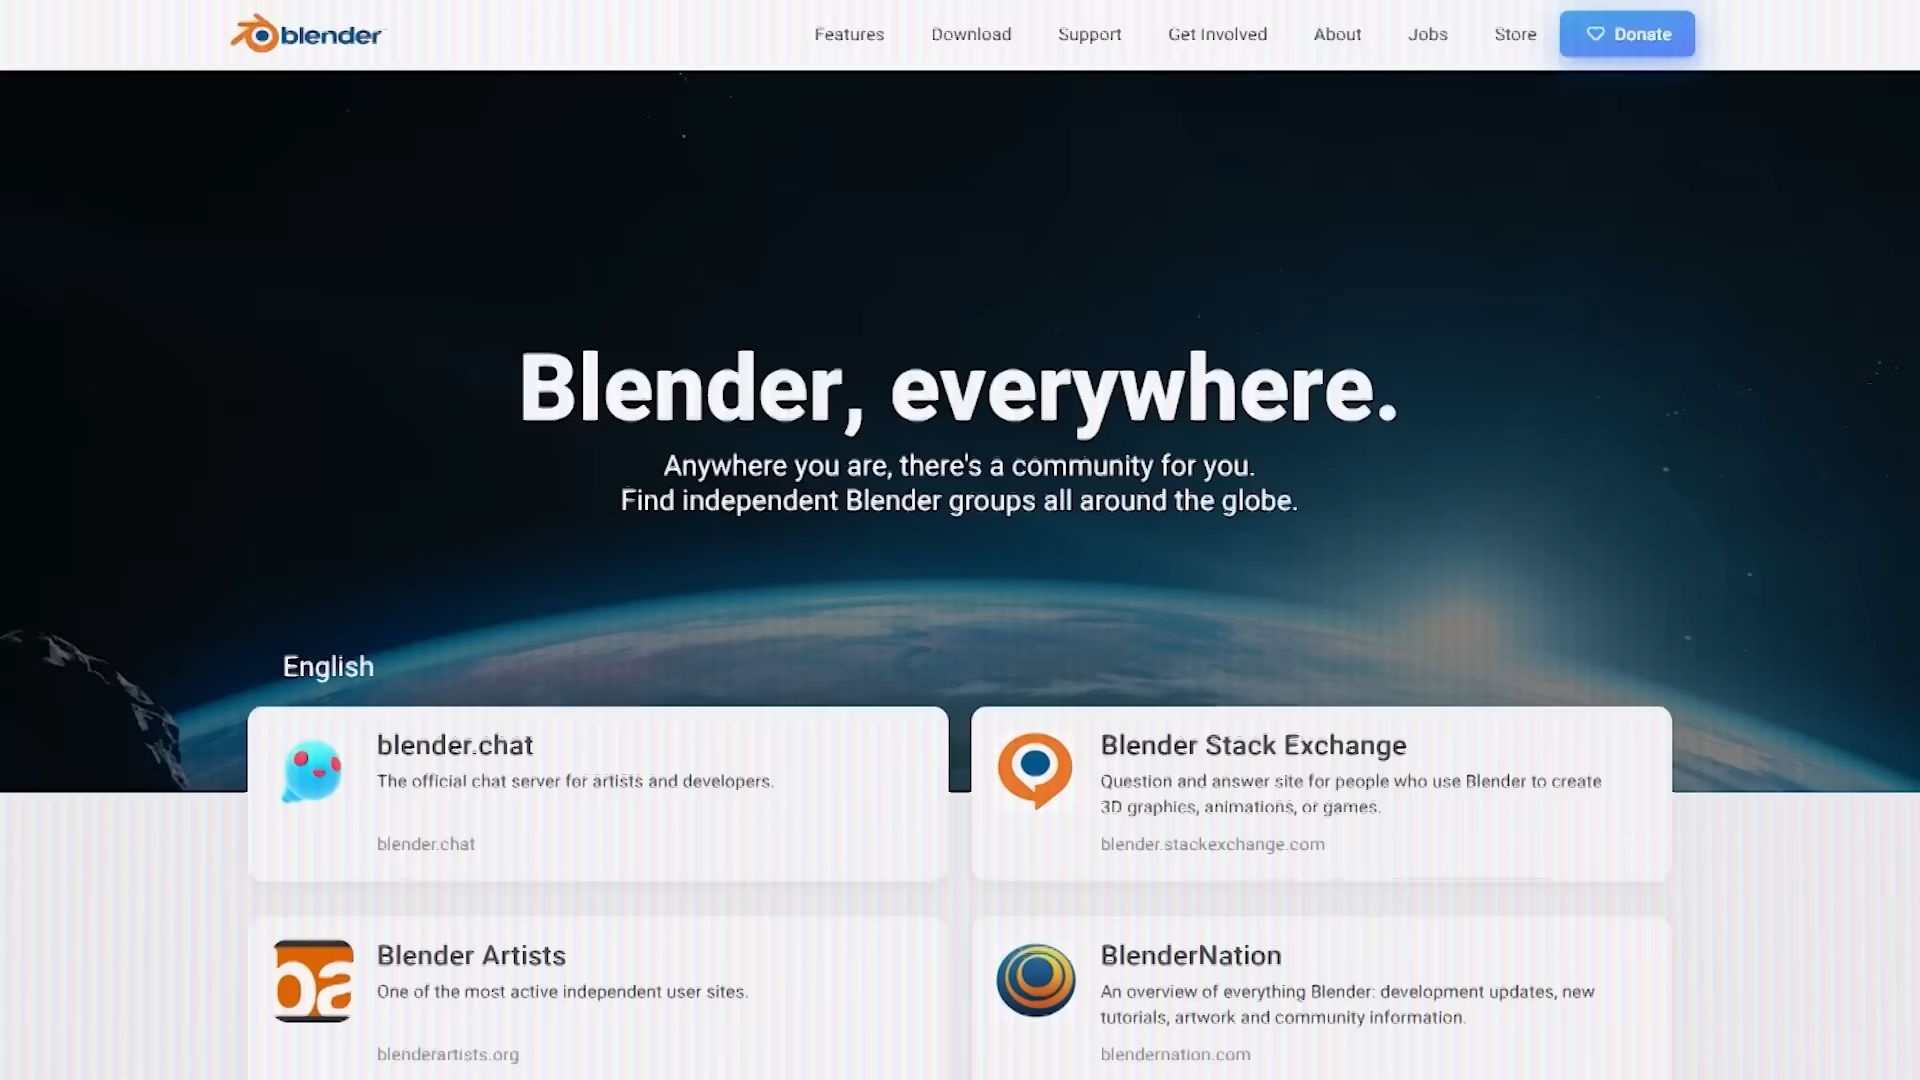 blender
Features
Download
Support
Get Involved
About
Jobs
Store
Donate
Blender, everywhere.
Anywhere you are, there's a community for you.
Find independent Blender groups all around the globe.
English
blender.chat
The official chat server for artists and developers.
blender.chat
Blender Stack Exchange
Question and answer site for people who use Blender to create
3D graphics, animations, or games.
blender.stackexchange.com
ba
Blender Artists
One of the most active independent user sites.
blenderartists.org
BlenderNation
An overview of everything Blender: development updates, new
tutorials, artwork and community information.
blendernation.com